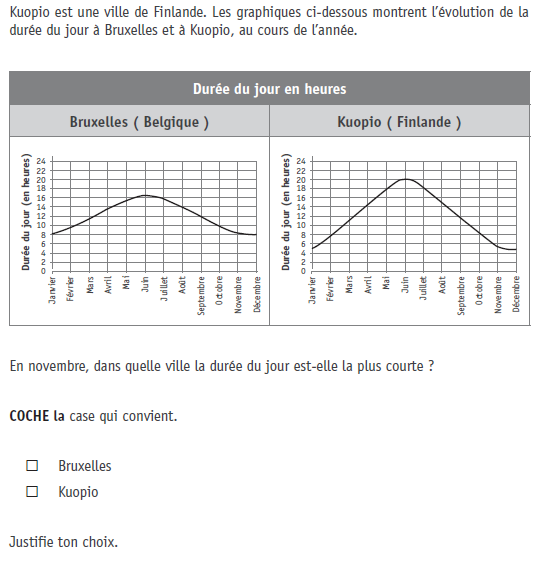 Kuopio est une ville de Finlande. Les graphiques ci-dessous montrent l'évolution de la
durée du jour à Bruxelles et à Kuopio, au cours de l'année.
Durée du jour en heures
Bruxelles ( Belgique )
Kuopio ( Finlande )
Durée du jour (en heures)
24
22
20
18
16
14
12
10
8
6
4
2
0
Janvier
Février
Mars
Avril
Mai
Juin
Juillet
Août
Septembre
Octobre
Novembre
Décembre
Durée du jour (en heures)
24
22
20
18
16
14
12
10
8
6
4
2
0
Janvier
Février
Mars
Avril
Mai
Juin
Juillet
Août
Septembre
Octobre
Novembre
Décembre
En novembre, dans quelle ville la durée du jour est-elle la plus courte ?
COCHE la case qui convient.
☐ Bruxelles
☐ Kuopio
Justifie ton choix.